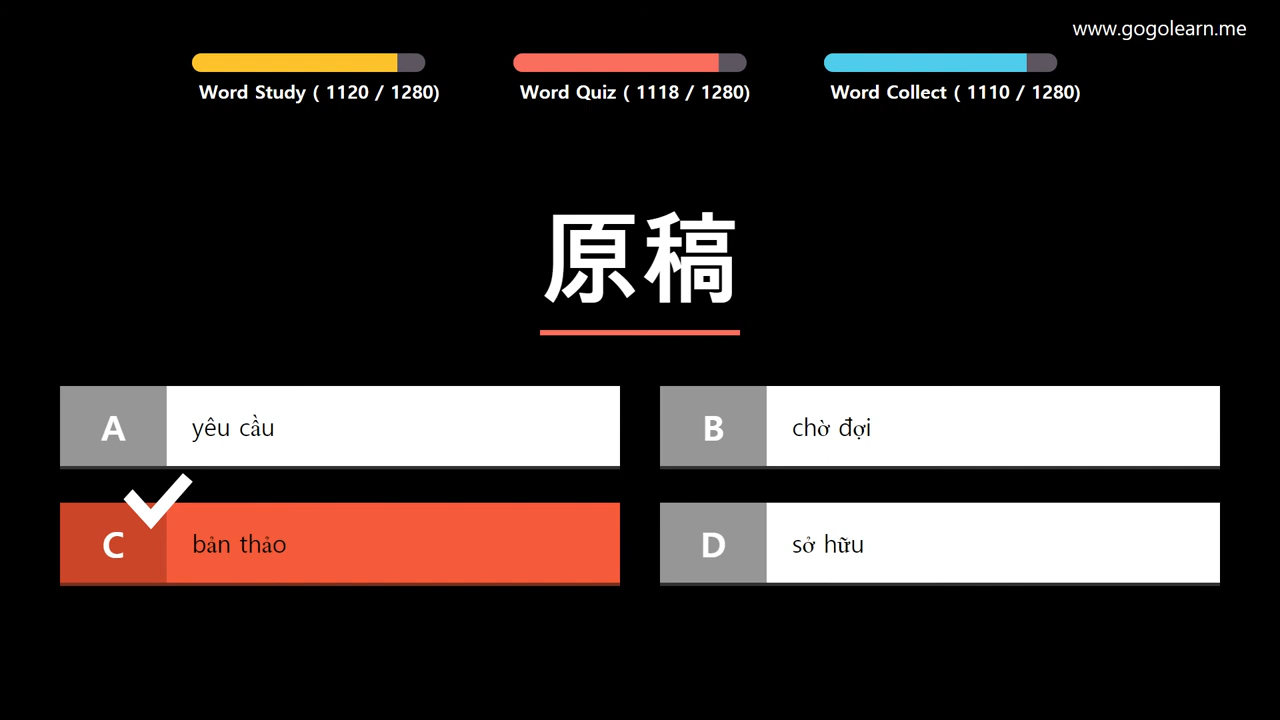 www.gogolearn.me
Word Study ( 1120 / 1280)
Word Quiz ( 1118 / 1280)
Word Collect ( 1110 / 1280)
原稿
A yêu cầu
B chờ đợi
C bản thảo
D sở hữu